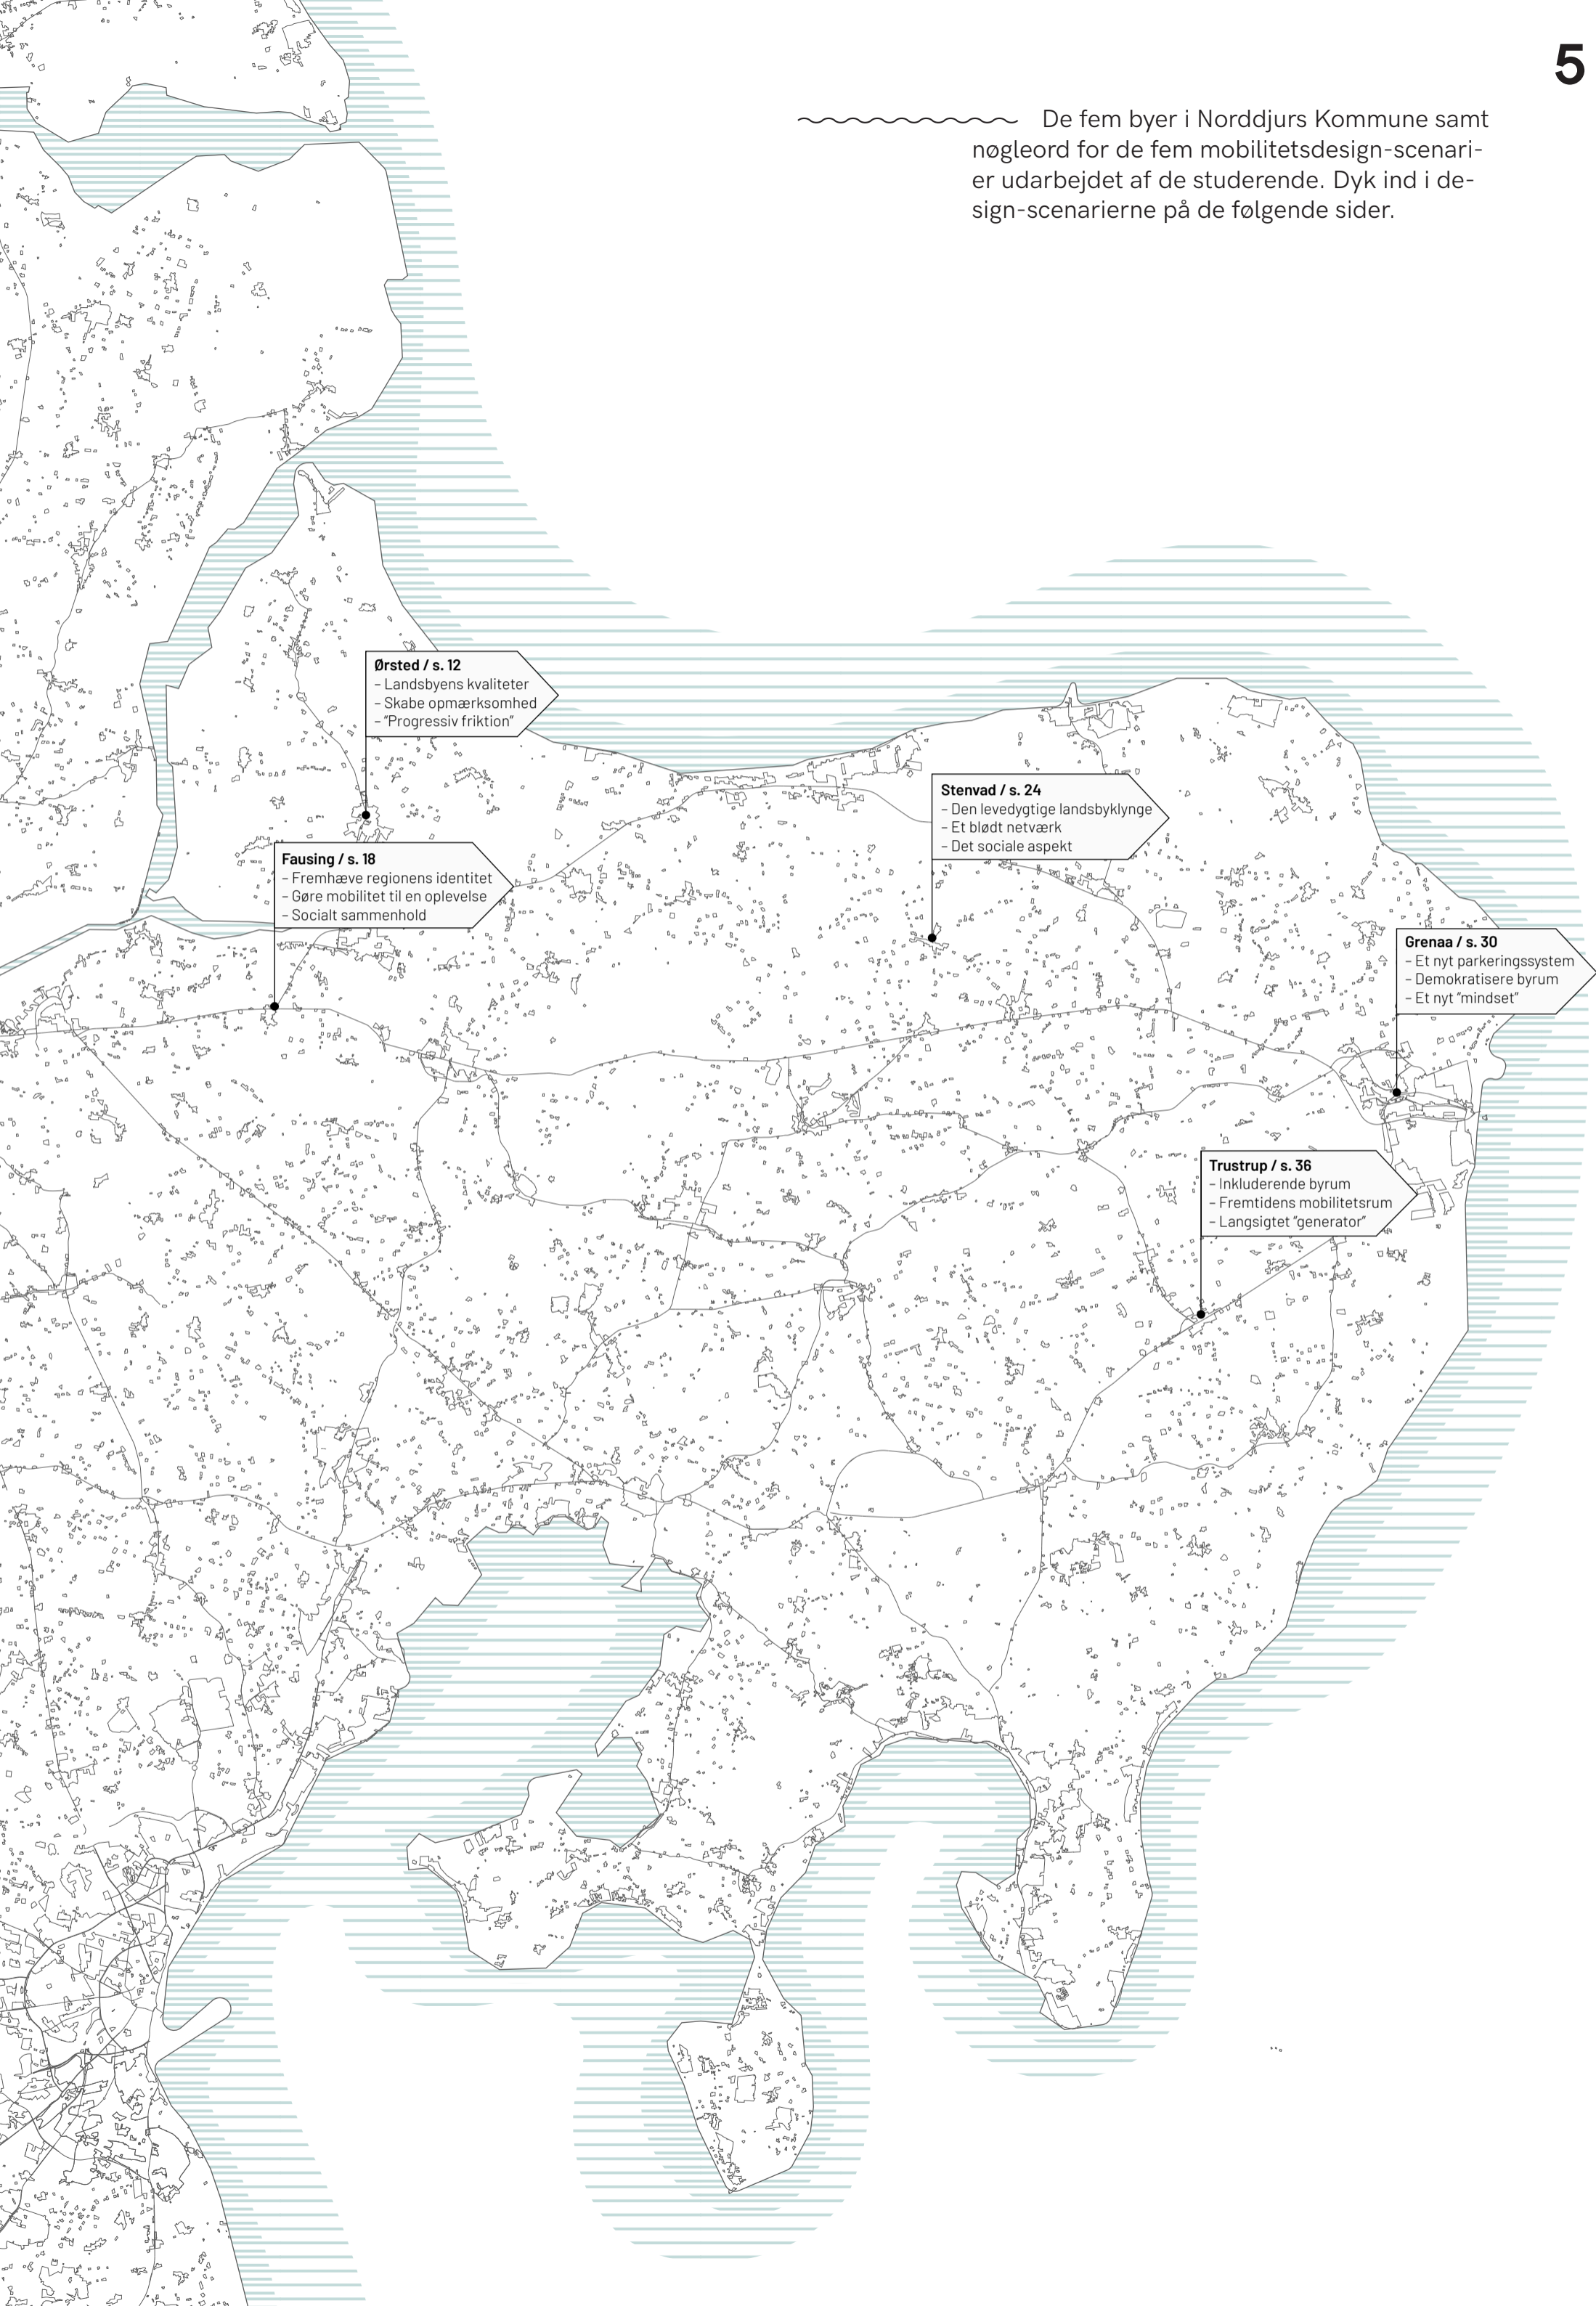 5
De fem byer i Norddjurs Kommune samt
nøgleord for de fem mobilitetsdesign-scenari-
er udarbejdet af de studerende. Dyk ind i de-
sign-scenarierne på de følgende sider.
Ørsted / s. 12
– Landsbyens kvaliteter
– Skabe opmærksomhed
– "Progressiv friktion"
Stenvad / s. 24
– Den levedygtige landsbyklynge
– Et blødt netværk
– Det sociale aspekt
Fausing / s. 18
– Fremhæve regionens identitet
– Gøre mobilitet til en oplevelse
– Socialt sammenhold
Grenaa / s. 30
– Et nyt parkeringssystem
– Demokratisere byrum
– Et nyt "mindset"
Trustrup / s. 36
– Inkluderende byrum
– Fremtidens mobilitetsrum
– Langsigtet "generator"